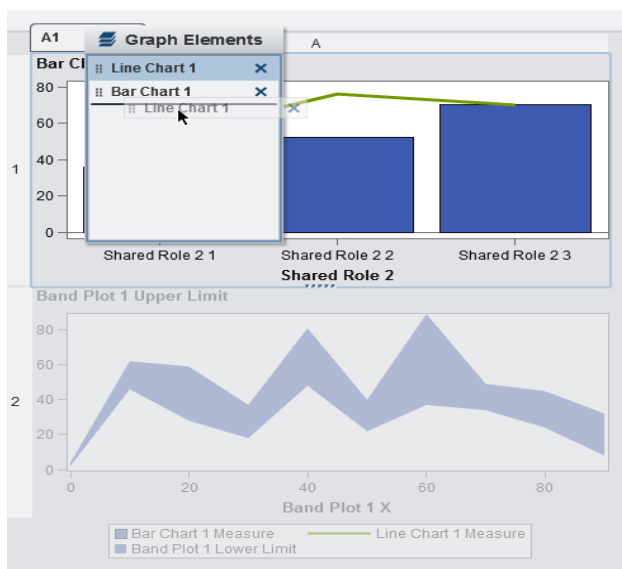 A1
Graph Elements
A
Bar Cl
Line Chart 1
Bar Chart 1
Line Chart 1
80
60
40
20
0
1
Shared Role 2 1 Shared Role 2 2 Shared Role 2 3
Shared Role 2
Band Plot 1 Upper Limit
80
60
40
20
0
2
0 20 40 60 80
Band Plot 1 X
Bar Chart 1 Measure Line Chart 1 Measure
Band Plot 1 Lower Limit